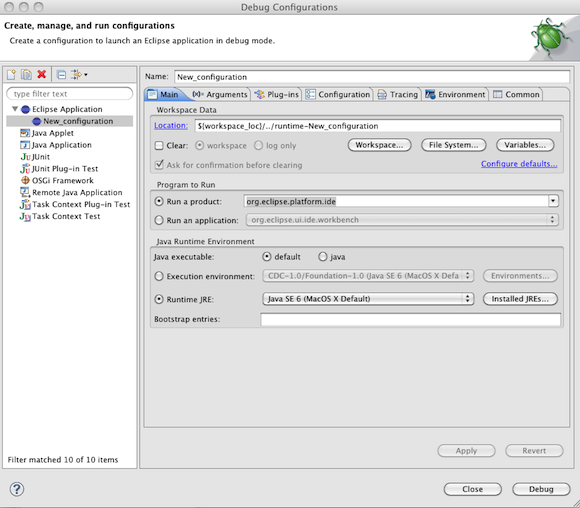 Debug Configurations
Create, manage, and run configurations
Create a configuration to launch an Eclipse application in debug mode.
type filter text
Eclipse Application
New_configuration
Java Applet
Java Application
JUnit
JUnit Plug-in Test
OSGi Framework
Remote Java Application
Task Context Plug-in Test
Task Context Test
Filter matched 10 of 10 items
Name: New_configuration
Main (x)= Arguments Plug-ins Configuration Tracing Environment Common
Workspace Data
Location: ${workspace_loc}/../runtime-New_configuration
Clear: workspace log only Workspace... File System... Variables...
Ask for confirmation before clearing Configure defaults...
Program to Run
Run a product: org.eclipse.platform.ide
Run an application: org.eclipse.ui.ide.workbench
Java Runtime Environment
Java executable: default java
Execution environment: CDC-1.0/Foundation-1.0 (Java SE 6 (MacOS X Defa Environments...
Runtime JRE: Java SE 6 (MacOS X Default) Installed JREs...
Bootstrap entries:
Apply Revert
? Close Debug